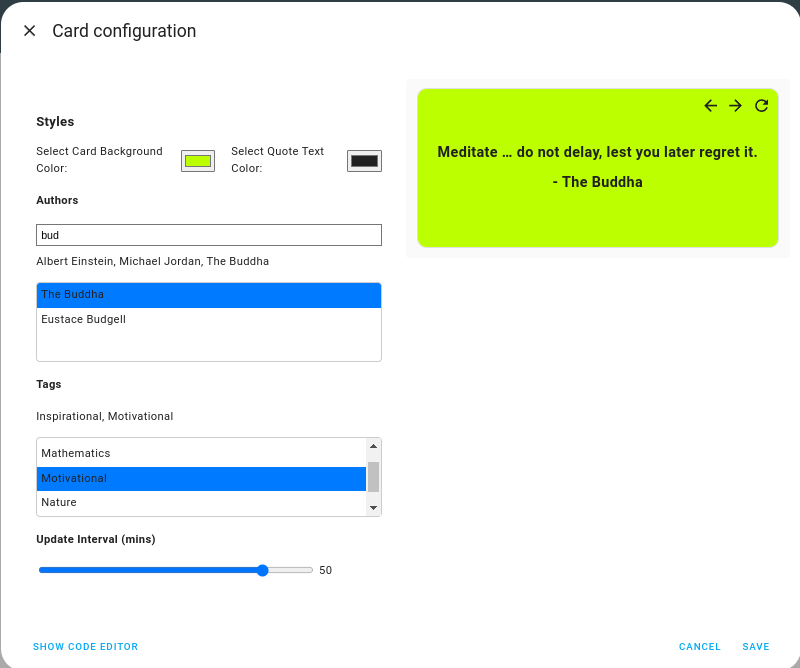 Card configuration
Styles
Select Card Background
Color:
Select Quote Text
Color:
Authors
bud
Albert Einstein, Michael Jordan, The Buddha
The Buddha
Eustace Budgell
Tags
Inspirational, Motivational
Mathematics
Motivational
Nature
Update Interval (mins)
50
Meditate … do not delay, lest you later regret it.
- The Buddha
SHOW CODE EDITOR
CANCEL
SAVE